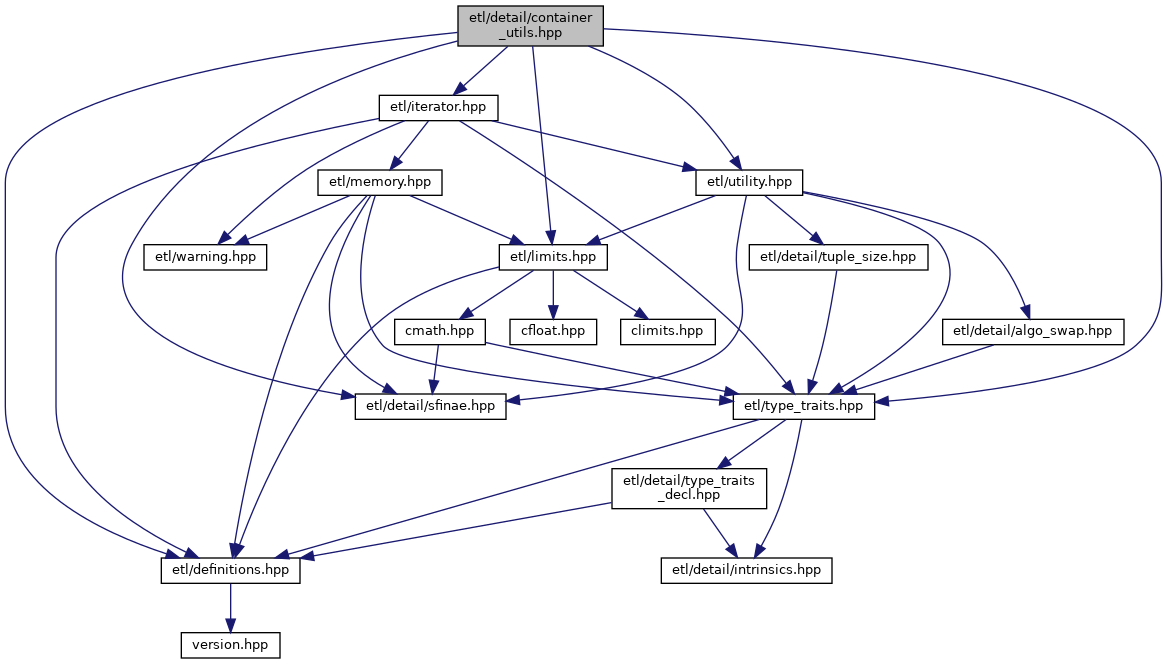 etl/detail/container
_utils.hpp
etl/iterator.hpp
etl/memory.hpp
etl/utility.hpp
etl/warning.hpp
etl/limits.hpp
etl/detail/tuple_size.hpp
cmath.hpp
cfloat.hpp
climits.hpp
etl/detail/algo_swap.hpp
etl/detail/sfinae.hpp
etl/type_traits.hpp
etl/detail/type_traits
_decl.hpp
etl/definitions.hpp
etl/detail/intrinsics.hpp
version.hpp